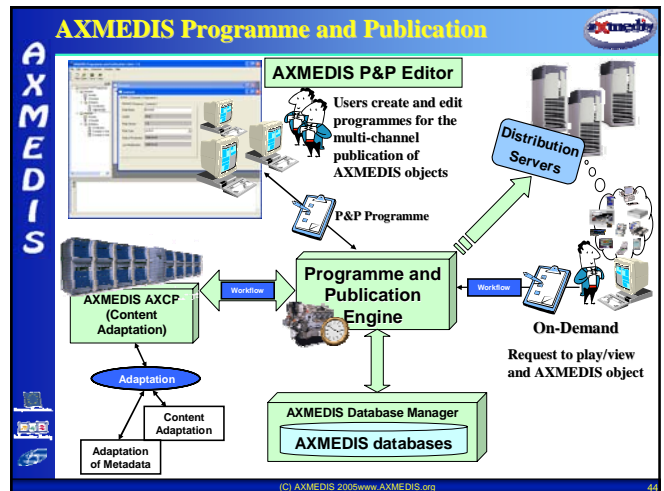 AXMEDIS Programme and Publication
AXMEDIS
AXMEDIS P&P Editor
Users create and edit
programmes for the
multi-channel
publication of
AXMEDIS objects
Distribution
Servers
P&P Programme
AXMEDIS AXCP
(Content
Adaptation)
Workflow
Programme and
Publication
Engine
Workflow
On-Demand
Request to play/view
and AXMEDIS object
Adaptation
Content
Adaptation
Adaptation
of Metadata
AXMEDIS Database Manager
AXMEDIS databases
(C) AXMEDIS 2005www.AXMEDIS.org
44